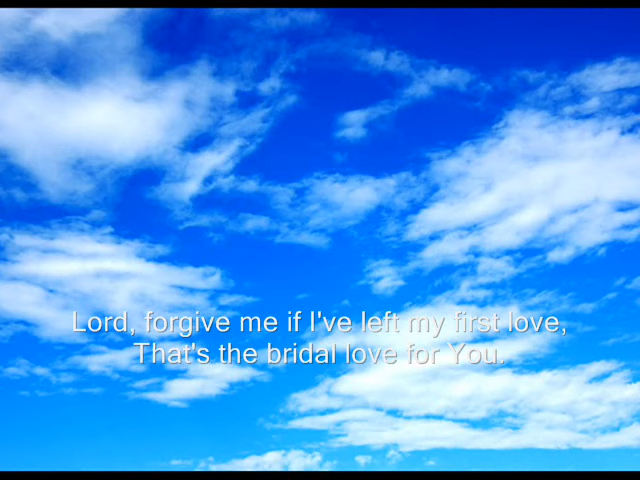 Lord, forgive me if I've left my first love,
That's the bridal love for You.